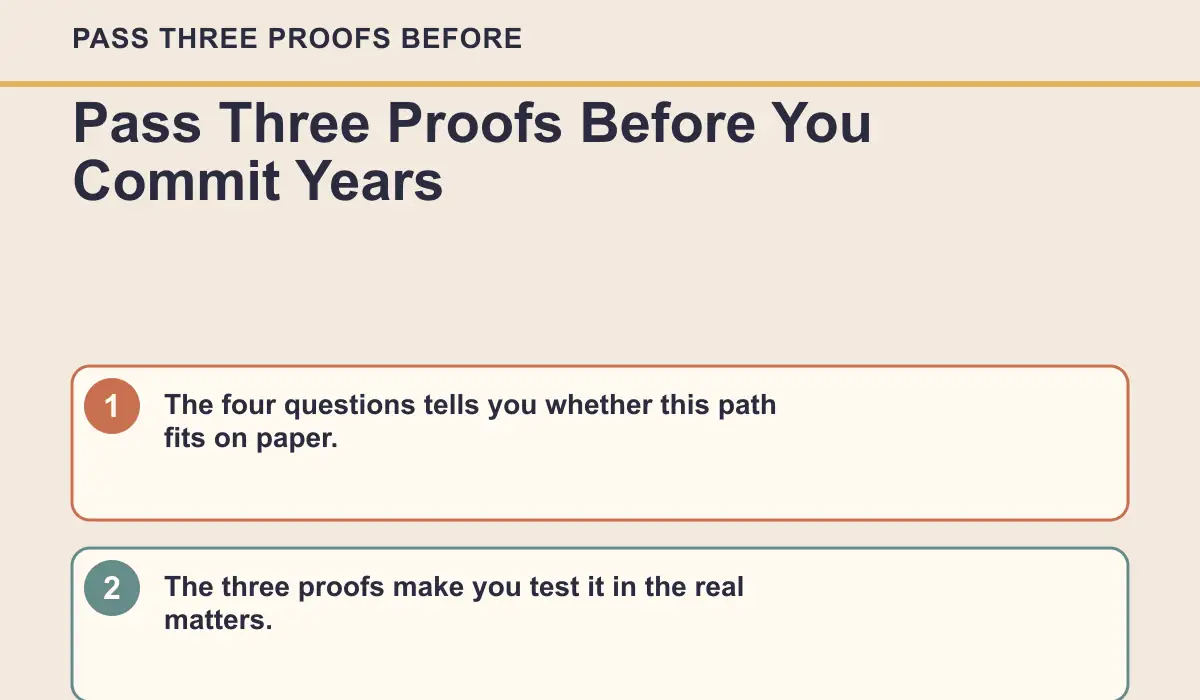 PASS THREE PROOFS BEFORE
Pass Three Proofs Before You
Commit Years
1
The four questions tells you whether this path
fits on paper.
2
The three proofs make you test it in the real
matters.